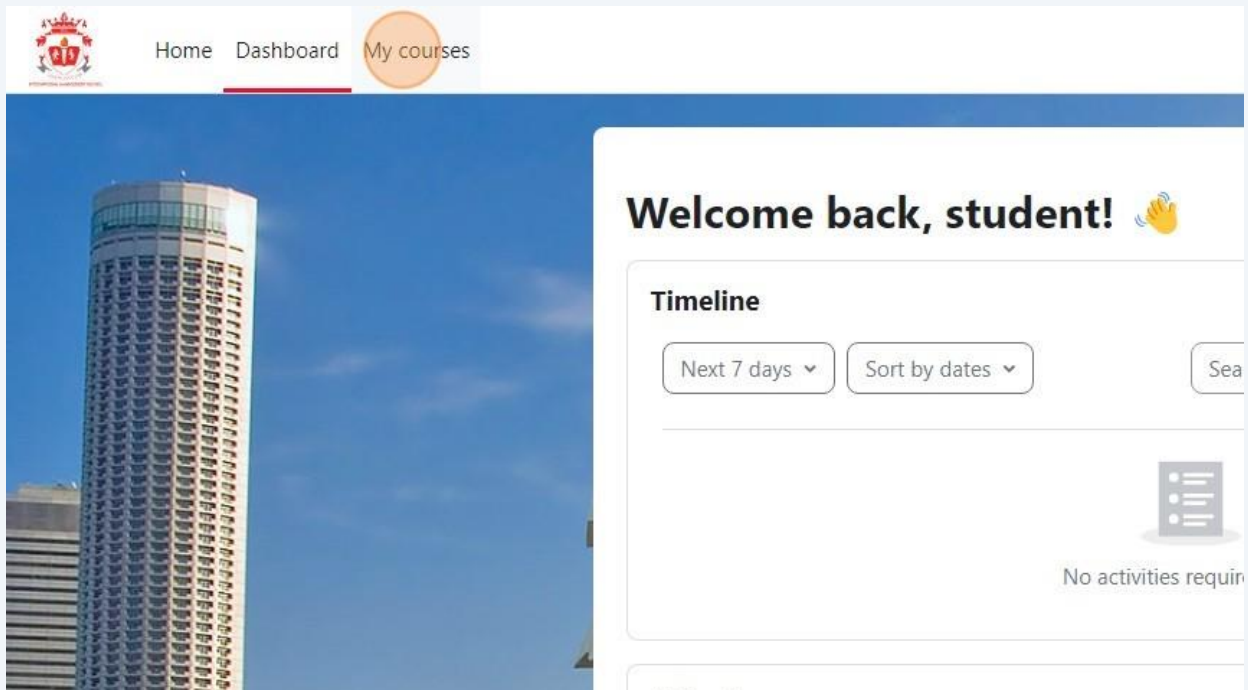 Home Dashboard My courses
Welcome back, student! 👋
Timeline
Next 7 days Sort by dates Sea
No activities requir